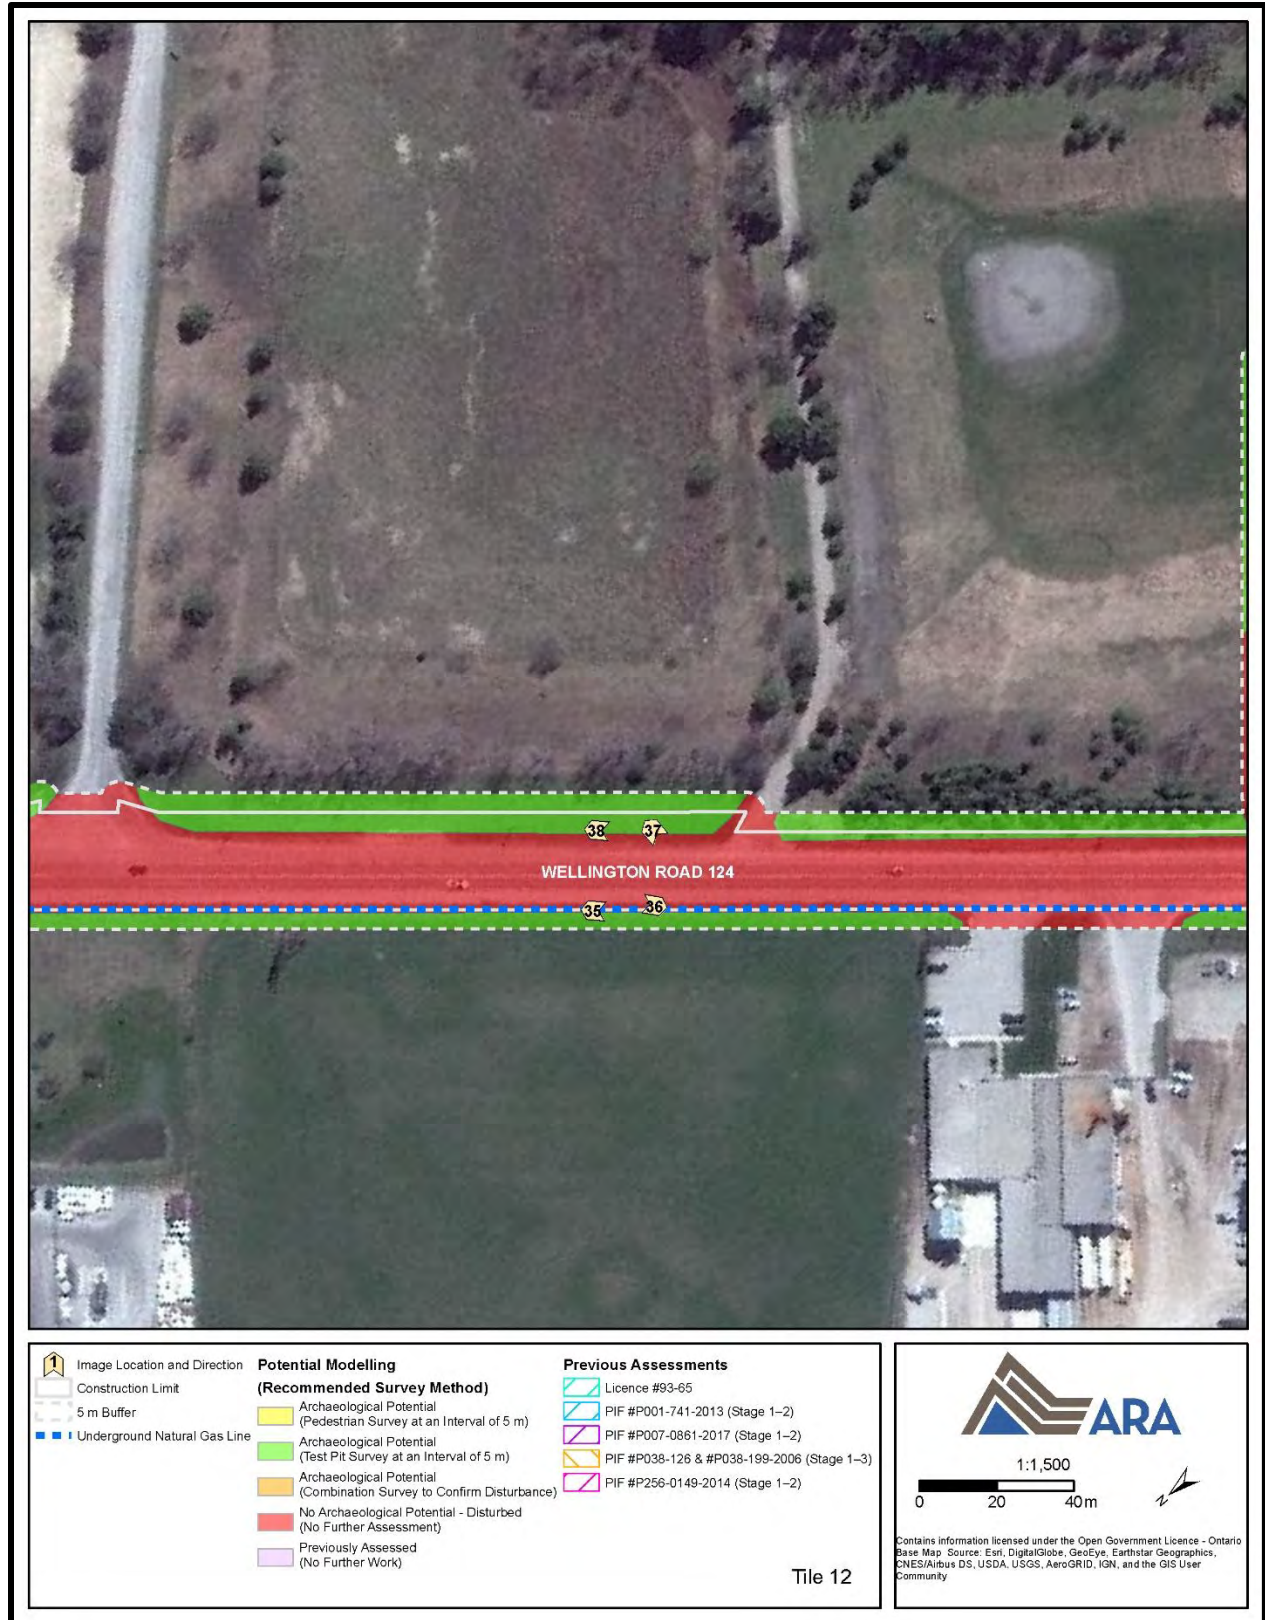 38
37
WELLINGTON ROAD 124
35
36
1 Image Location and Direction
Construction Limit
5 m Buffer
Underground Natural Gas Line
Potential Modelling
(Recommended Survey Method)
Archaeological Potential
(Pedestrian Survey at an Interval of 5 m)
Archaeological Potential
(Test Pit Survey at an Interval of 5 m)
Archaeological Potential
(Combination Survey to Confirm Disturbance)
No Archaeological Potential - Disturbed
(No Further Assessment)
Previously Assessed
(No Further Work)
Previous Assessments
Licence #93-65
PIF #P001-741-2013 (Stage 1–2)
PIF #P007-0861-2017 (Stage 1–2)
PIF #P038-126 & #P038-199-2006 (Stage 1–3)
PIF #P256-0149-2014 (Stage 1–2)
Tile 12
ARA
1:1,500
0 20 40 m
N
Contains information licensed under the Open Government Licence - Ontario
Base Map Source: Esri, DigitalGlobe, GeoEye, Earthstar Geographics,
CNES/Airbus DS, USDA, USGS, AeroGRID, IGN, and the GIS User
Community